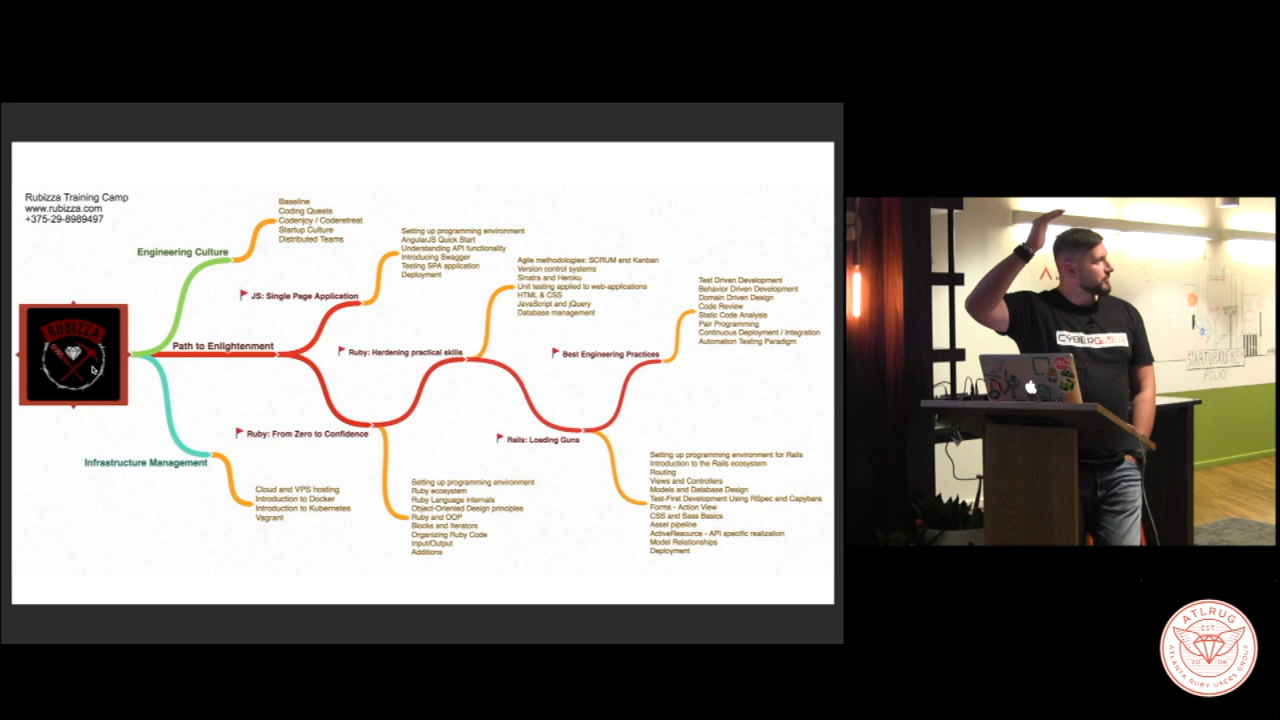 Rubizza Training Camp
www.rubizza.com
+375-29-8989497
RUBIZZA
Engineering Culture
Baseline
Coding Quests
Codenjoy / Coderetreat
Startup Culture
Distributed Teams
Path to Enlightenment
JS: Single Page Application
Setting up programming environment
AngularJS Quick Start
Understanding API functionality
Introducing Swagger
Testing SPA application
Deployment
Ruby: Hardening practical skills
Agile methodologies: SCRUM and Kanban
Version control systems
Sinatra and Heroku
Unit testing applied to web-applications
HTML & CSS
JavaScript and jQuery
Database management
Best Engineering Practices
Test Driven Development
Behavior Driven Development
Domain Driven Design
Code Review
Static Code Analysis
Pair Programming
Continuous Deployment / Integration
Automation Testing Paradigm
Ruby: From Zero to Confidence
Setting up programming environment
Ruby ecosystem
Ruby Language internals
Object-Oriented Design principles
Ruby and OOP
Blocks and Iterators
Organizing Ruby Code
Input/Output
Additions
Rails: Loading Guns
Setting up programming environment for Rails
Introduction to the Rails ecosystem
Routing
Views and Controllers
Models and Database Design
Test-First Development Using RSpec and Capybara
Forms - Action View
CSS and Sass Basics
Asset pipeline
ActiveResource - API specific realization
Model Relationships
Deployment
Infrastructure Management
Cloud and VPS hosting
Introduction to Docker
Introduction to Kubernetes
Vagrant
ATLRUG
EST
20 06
ATLANTA RUBY USERS GROUP